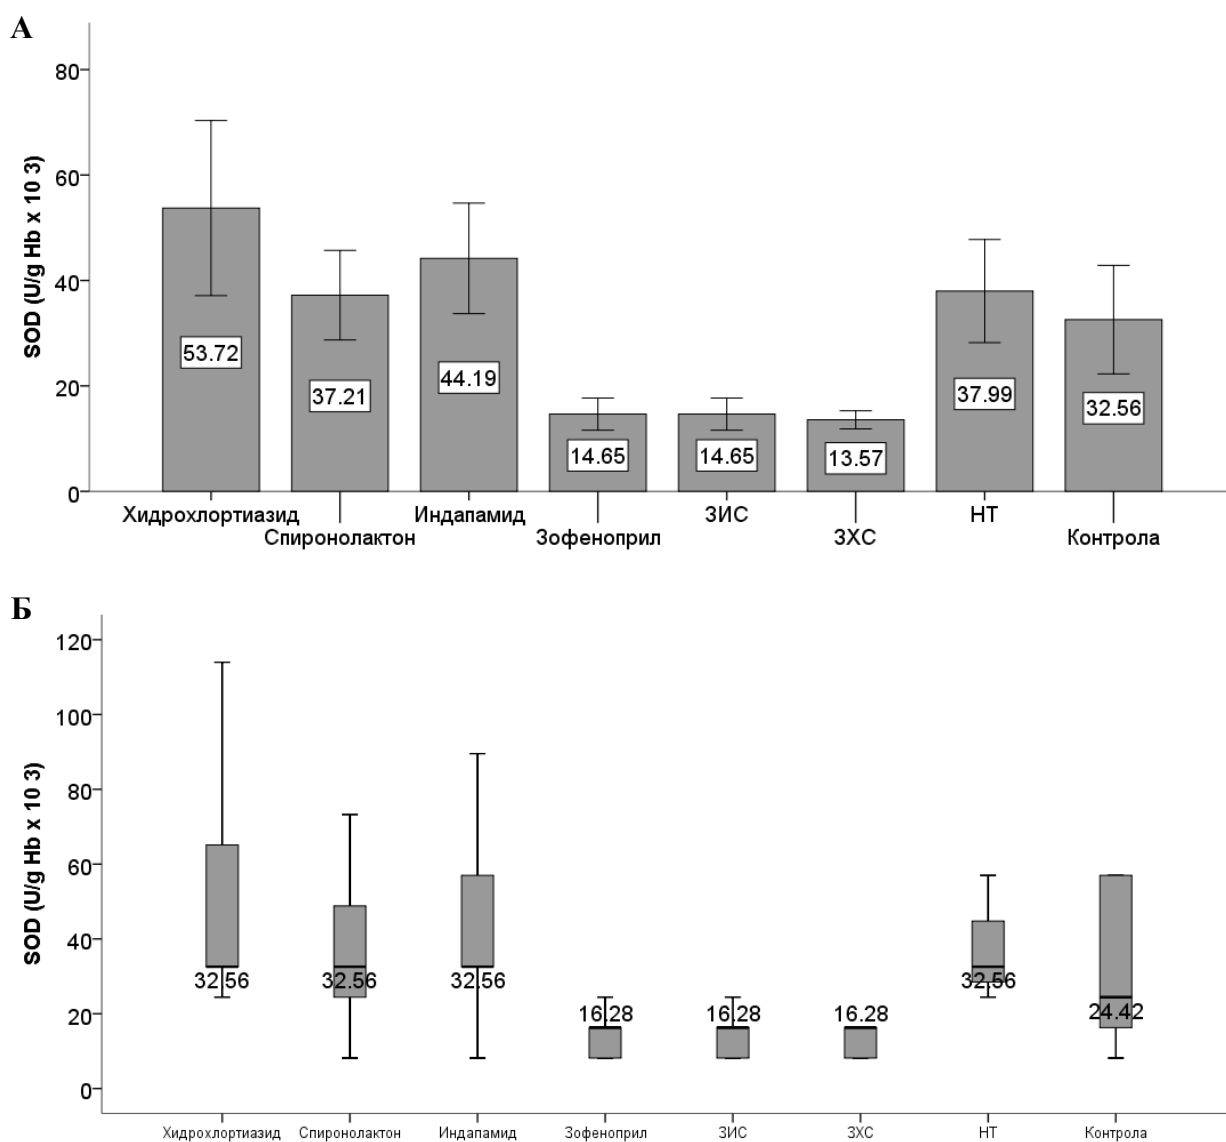 А
SOD (U/g Hb x 10 3)
80
60
40
20
0
53.72
37.21
44.19
14.65
14.65
13.57
37.99
32.56
Хидрохлортиазид
Спиронолактон
Индапамид
Зофеноприл
ЗИС
ЗХС
НТ
Контрола
Б
SOD (U/g Hb x 10 3)
120
100
80
60
40
20
0
32.56
32.56
32.56
16.28
16.28
16.28
32.56
24.42
Хидрохлортиазид
Спиронолактон
Индапамид
Зофеноприл
ЗИС
ЗХС
НТ
Контрола